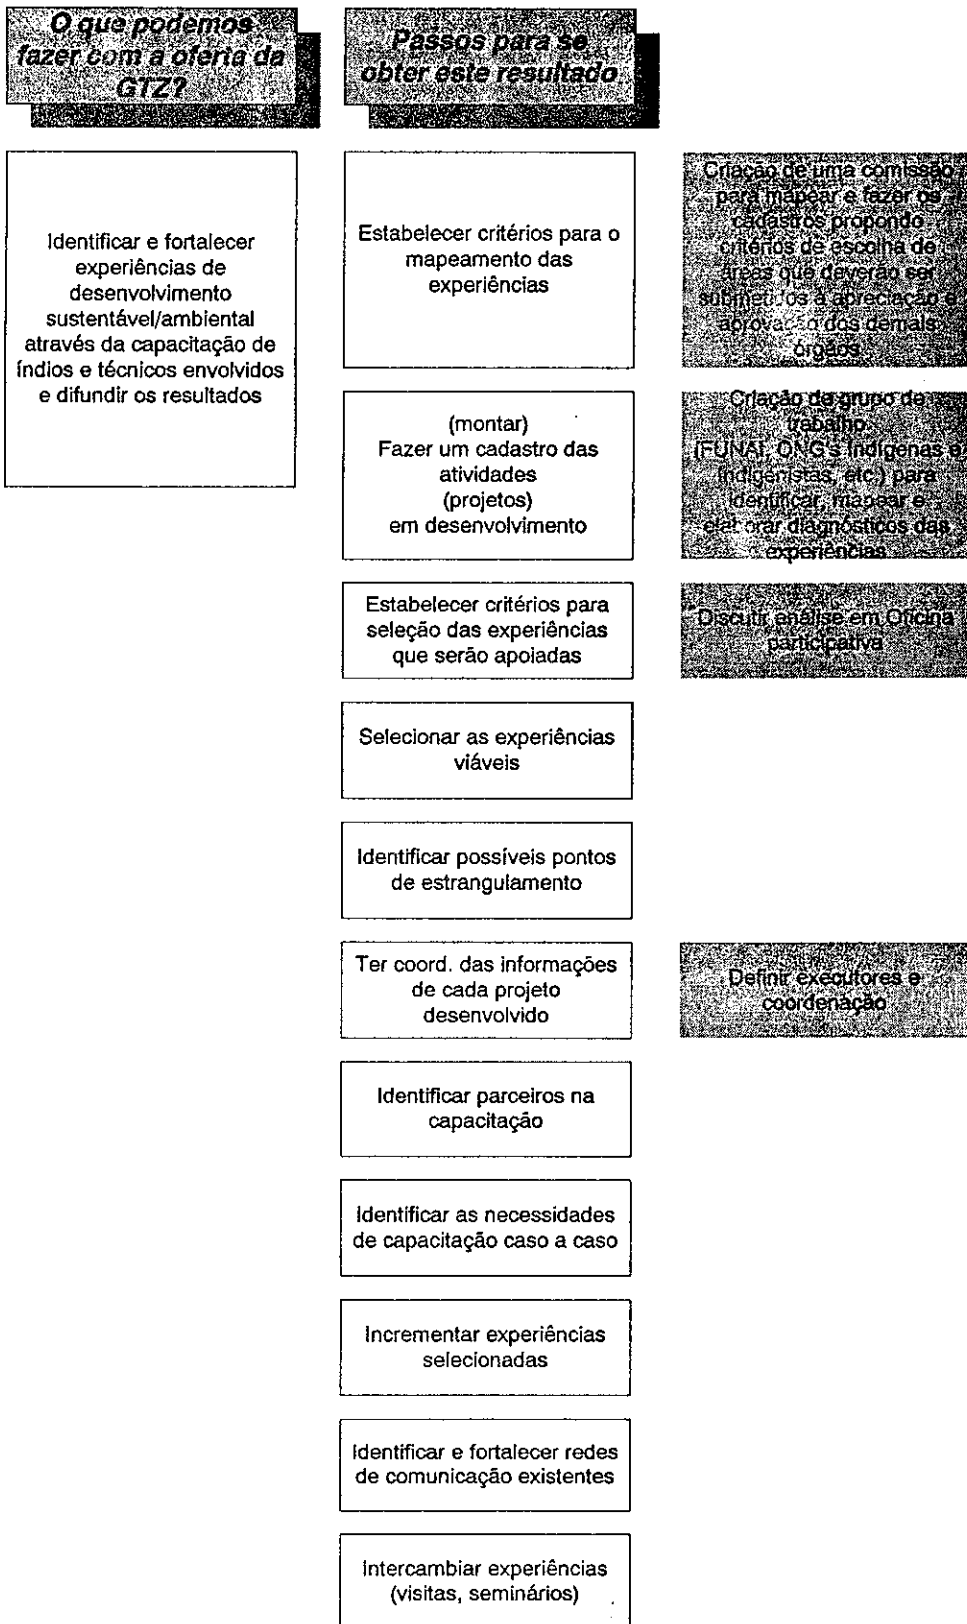 O que podemos
fazer com a oferta da
GTZ?
Passos para se
obter este resultado
Identificar e fortalecer
experiências de
desenvolvimento
sustentável/ambiental
através da capacitação de
índios e técnicos envolvidos
e difundir os resultados
Estabelecer critérios para o
mapeamento das
experiências
Criação de uma comissão
para mapear e fazer os
cadastros propondo
critérios de escolha de
áreas que deverão ser
submetidos à apreciação e
aprovação dos demais
órgãos
(montar)
Fazer um cadastro das
atividades
(projetos)
em desenvolvimento
Criação de grupo de
trabalho
(FUNAI, ONG's Indígenas e
Indigenistas, etc.) para
identificar, mapear e
elaborar diagnósticos das
experiências
Estabelecer critérios para
seleção das experiências
que serão apoiadas
Discutir análise em Oficina
participativa
Selecionar as experiências
viáveis
Identificar possíveis pontos
de estrangulamento
Ter coord. das informações
de cada projeto
desenvolvido
Definir executores e
coordenação
Identificar parceiros na
capacitação
Identificar as necessidades
de capacitação caso a caso
Incrementar experiências
selecionadas
Identificar e fortalecer redes
de comunicação existentes
Intercambiar experiências
(visitas, seminários)